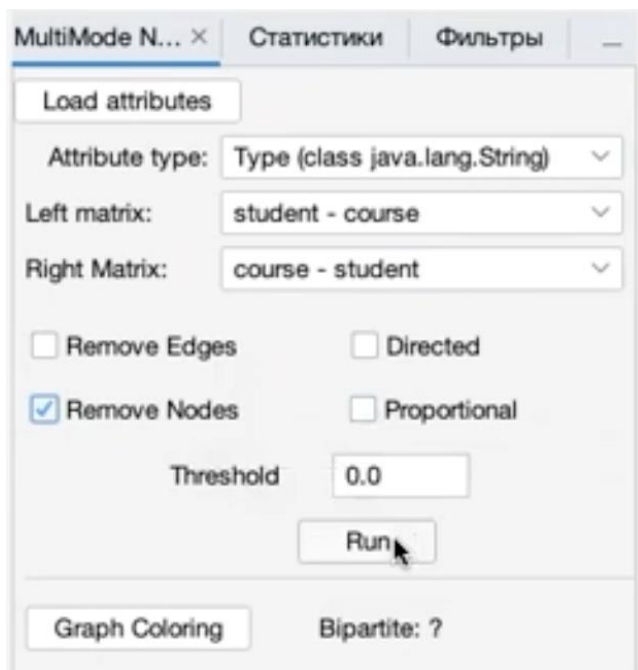 MultiMode N... × Статистики Фильтры
Load attributes
Attribute type: Type (class java.lang.String)
Left matrix: student - course
Right Matrix: course - student
Remove Edges Directed
Remove Nodes Proportional
Threshold 0.0
Run
Graph Coloring Bipartite: ?